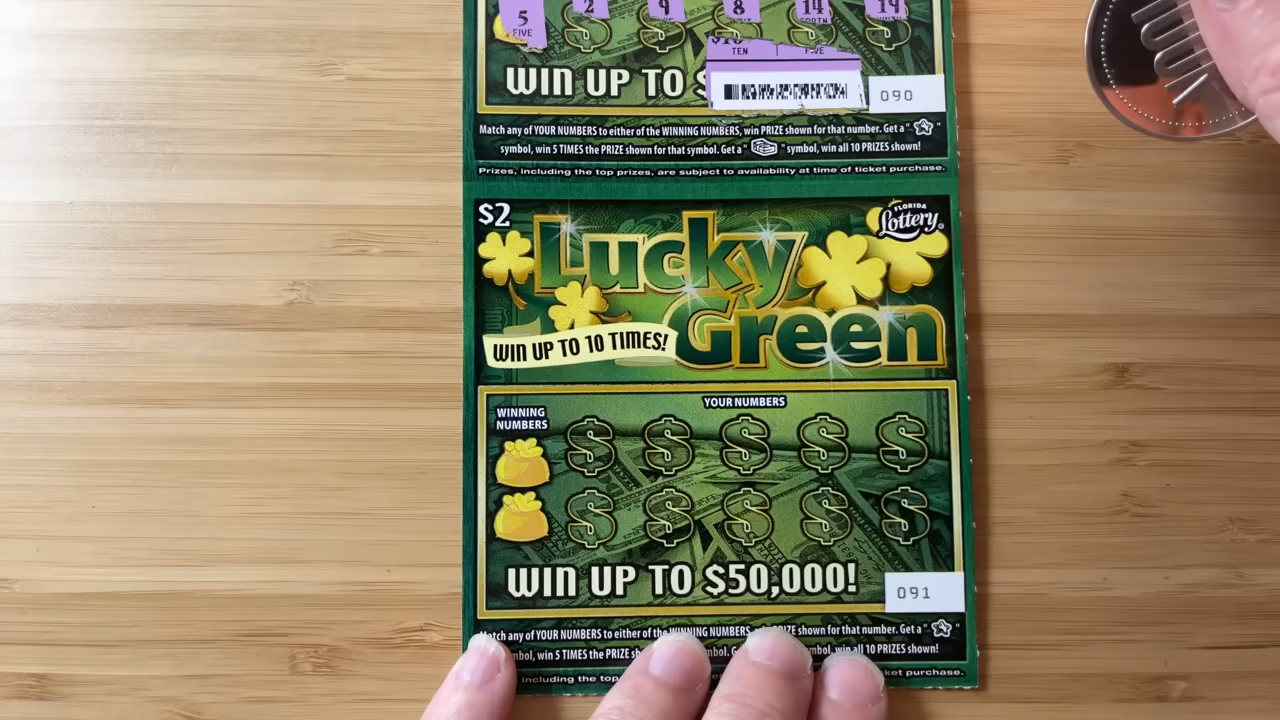 5 2 9 8 14 19
FIVE
TEN FIVE
WIN UP TO $
090
Match any of YOUR NUMBERS to either of the WINNING NUMBERS, win PRIZE shown for that number. Get a " "
symbol, win 5 TIMES the PRIZE shown for that symbol. Get a " " symbol, win all 10 PRIZES shown!
Prizes, including the top prizes, are subject to availability at time of ticket purchase.
$2
FLORIDA
Lottery
Lucky
Green
WIN UP TO 10 TIMES!
YOUR NUMBERS
WINNING
NUMBERS
$ $ $ $ $
$ $ $ $ $
WIN UP TO $50,000!
091
Match any of YOUR NUMBERS to either of the WINNING NUMBERS, PRIZE shown for that number. Get a " "
symbol, win 5 TIMES the PRIZE symbol, win all 10 PRIZES shown!
including the top ticket purchase.